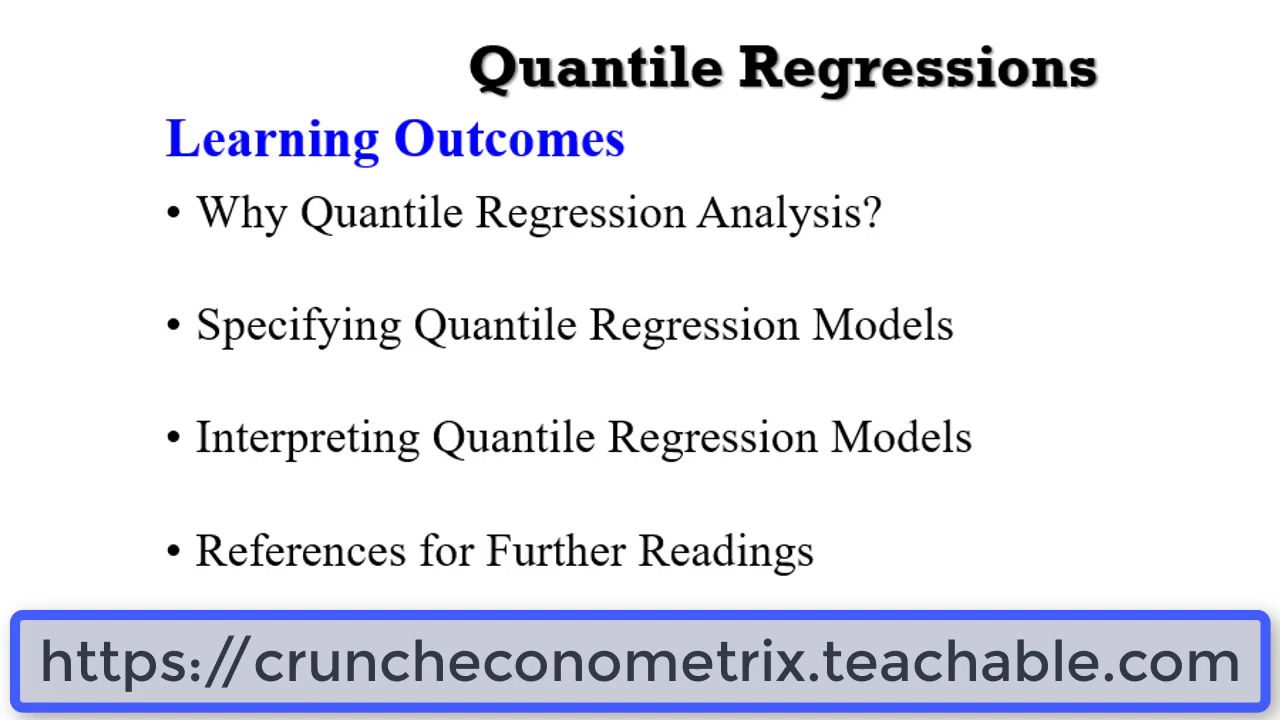 Quantile Regressions
Learning Outcomes
• Why Quantile Regression Analysis?
• Specifying Quantile Regression Models
• Interpreting Quantile Regression Models
• References for Further Readings
https://cruncheconometrix.teachable.com